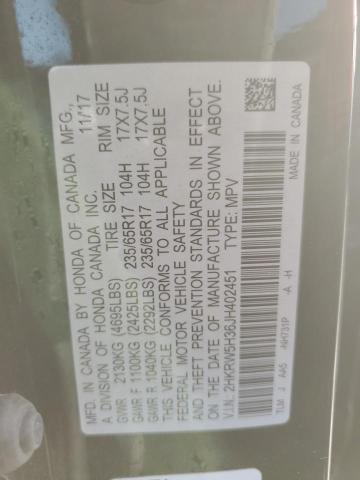 MFD. IN CANADA BY HONDA OF CANADA MFG.,
A DIVISION OF HONDA CANADA INC. 11/17
TIRE SIZE RIM SIZE
GVWR 2130KG (4695LBS)
GAWR F 1100KG (2425LBS) 235/65R17 104H 17X7.5J
GAWR R 1040KG (2292LBS) 235/65R17 104H 17X7.5J
THIS VEHICLE CONFORMS TO ALL APPLICABLE
FEDERAL MOTOR VEHICLE SAFETY
AND THEFT PREVENTION STANDARDS IN EFFECT
ON THE DATE OF MANUFACTURE SHOWN ABOVE.
V.I.N: 2HKRW5H36JH402451 TYPE: MPV
TLM J AA5 -NH731P -A -H MADE IN CANADA